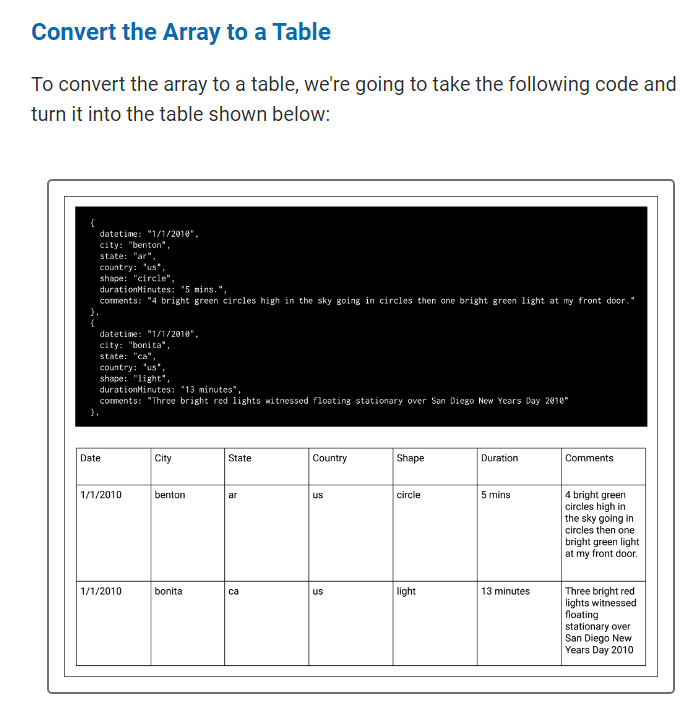 Convert the Array to a Table
To convert the array to a table, we're going to take the following code and
turn it into the table shown below:
{
datetime: "1/1/2010",
city: "benton",
state: "ar",
country: "us",
shape: "circle",
durationMinutes: "5 mins.",
comments: "4 bright green circles high in the sky going in circles then one bright green light at my front door."
},
{
datetime: "1/1/2010",
city: "bonita",
state: "ca",
country: "us",
shape: "light",
durationMinutes: "13 minutes",
comments: "Three bright red lights witnessed floating stationary over San Diego New Years Day 2010"
},
Date City State Country Shape Duration Comments
1/1/2010 benton ar us circle 5 mins 4 bright green
circles high in
the sky going in
circles then one
bright green light
at my front door.
1/1/2010 bonita ca us light 13 minutes Three bright red
lights witnessed
floating
stationary over
San Diego New
Years Day 2010